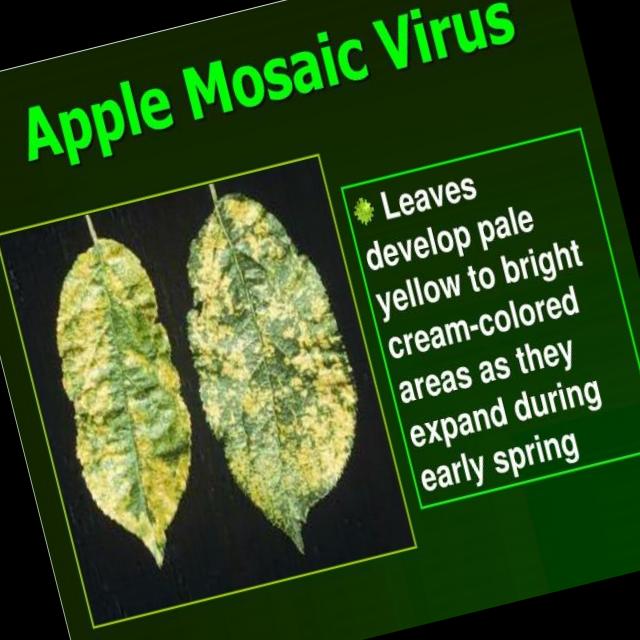 Apple Mosaic Virus
Leaves
develop pale
yellow to bright
cream-colored
areas as they
expand during
early spring